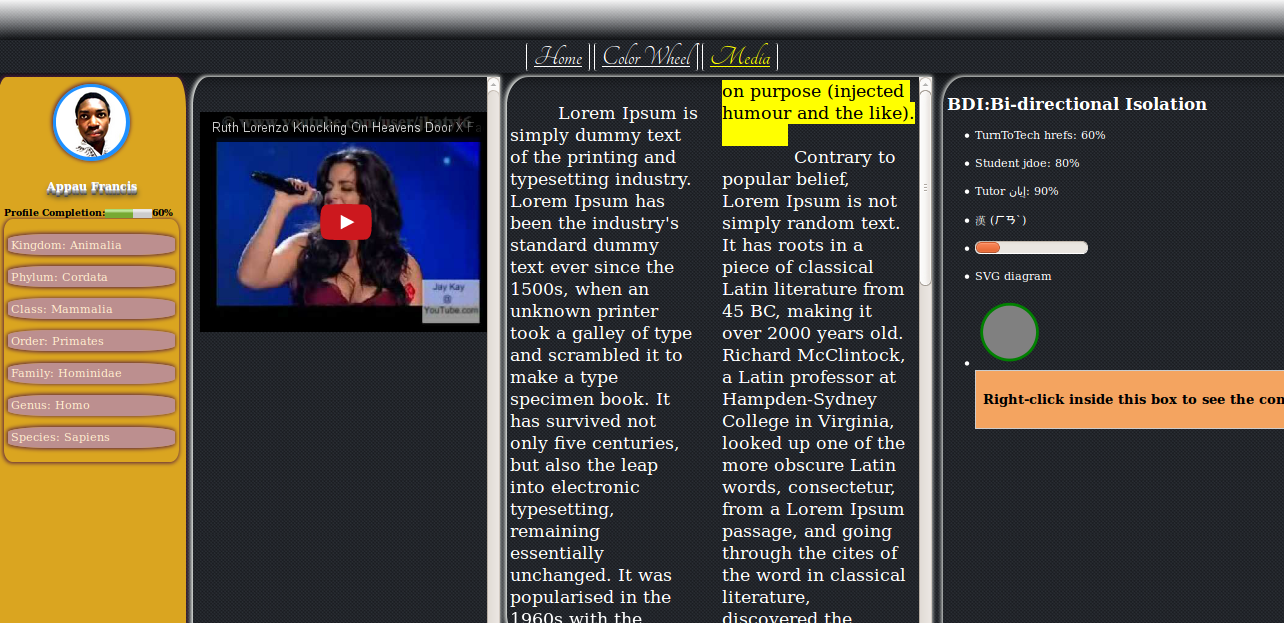 Home
Color Wheel
Media
Appau Francis
Profile Completion: 60%
Kingdom: Animalia
Phylum: Cordata
Class: Mammalia
Order: Primates
Family: Hominidae
Genus: Homo
Species: Sapiens
Ruth Lorenzo Knocking On Heavens Door X Fa
Jay Kay
@
YouTube.com
Lorem Ipsum is
simply dummy text
of the printing and
typesetting industry.
Lorem Ipsum has
been the industry's
standard dummy
text ever since the
1500s, when an
unknown printer
took a galley of type
and scrambled it to
make a type
specimen book. It
has survived not
only five centuries,
but also the leap
into electronic
typesetting,
remaining
essentially
unchanged. It was
popularised in the
1960s with the
on purpose (injected
humour and the like).
Contrary to
popular belief,
Lorem Ipsum is not
simply random text.
It has roots in a
piece of classical
Latin literature from
45 BC, making it
over 2000 years old.
Richard McClintock,
a Latin professor at
Hampden-Sydney
College in Virginia,
looked up one of the
more obscure Latin
words, consectetur,
from a Lorem Ipsum
passage, and going
through the cites of
the word in classical
literature,
discovered the
BDI:Bi-directional Isolation
TurnToTech hrefs: 60%
Student jdoe: 80%
Tutor إيان: 90%
漢 (ㄏㄢˋ)
SVG diagram
Right-click inside this box to see the con